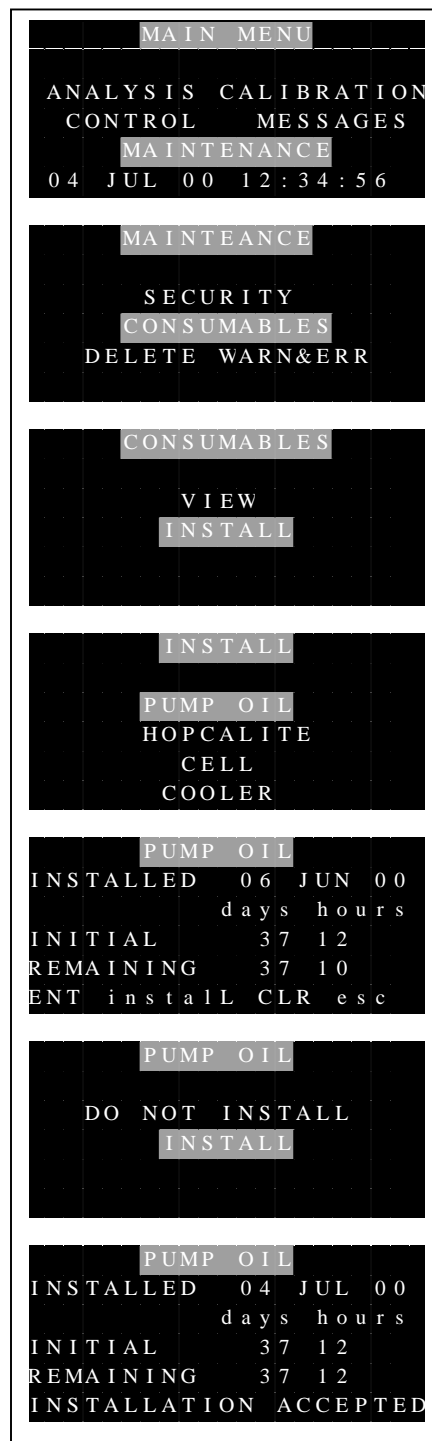 MAIN MENU
ANALYSIS CALIBRATION
CONTROL MESSAGES
MAINTENANCE
04 JUL 00 12:34:56
MAINTEANCE
SECURITY
CONSUMABLES
DELETE WARN&ERR
CONSUMABLES
VIEW
INSTALL
INSTALL
PUMP OIL
HOPCALITE
CELL
COOLER
PUMP OIL
INSTALLED 06 JUN 00
days hours
INITIAL 37 12
REMAINING 37 10
ENT instalL CLR esc
PUMP OIL
DO NOT INSTALL
INSTALL
PUMP OIL
INSTALLED 04 JUL 00
days hours
INITIAL 37 12
REMAINING 37 12
INSTALLATION ACCEPTED